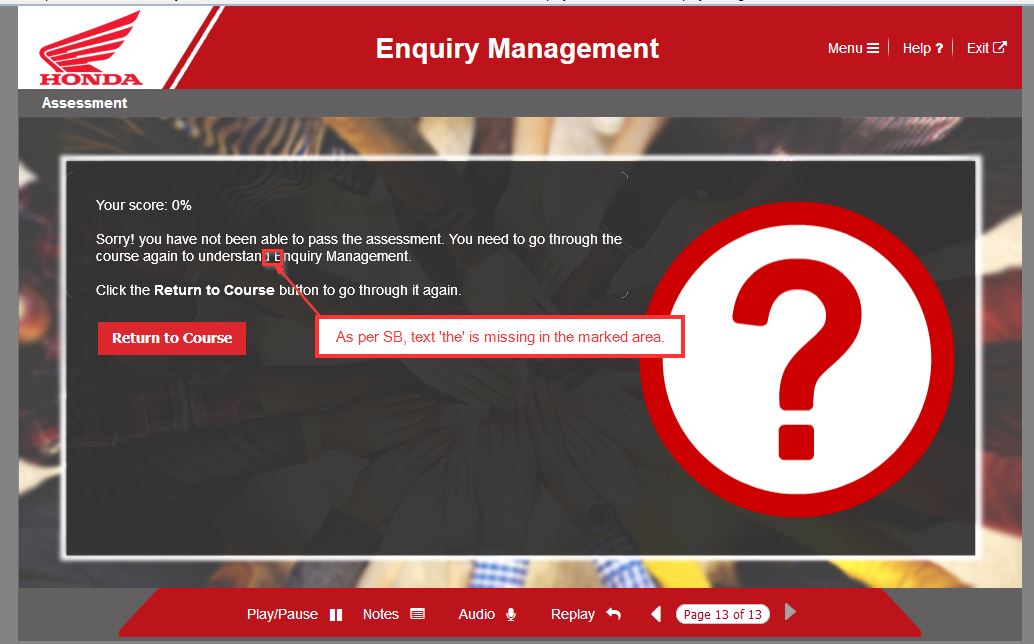 HONDA
Enquiry Management
Menu
Help ?
Exit
Assessment
Your score: 0%
Sorry! you have not been able to pass the assessment. You need to go through the
course again to understand Enquiry Management.
Click the Return to Course button to go through it again.
Return to Course
As per SB, text 'the' is missing in the marked area.
?
Play/Pause
Notes
Audio
Replay
Page 13 of 13